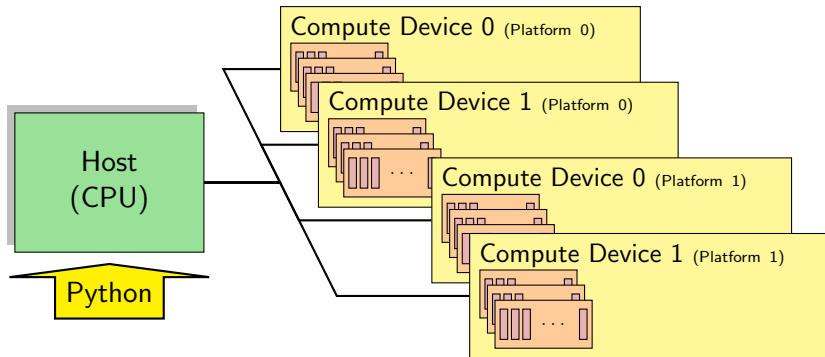 Compute Device 0 (Platform 0)
Compute Device 1 (Platform 0)
Host
(CPU)
· · ·
Compute Device 0 (Platform 1)
Compute Device 1 (Platform 1)
Python
· · ·